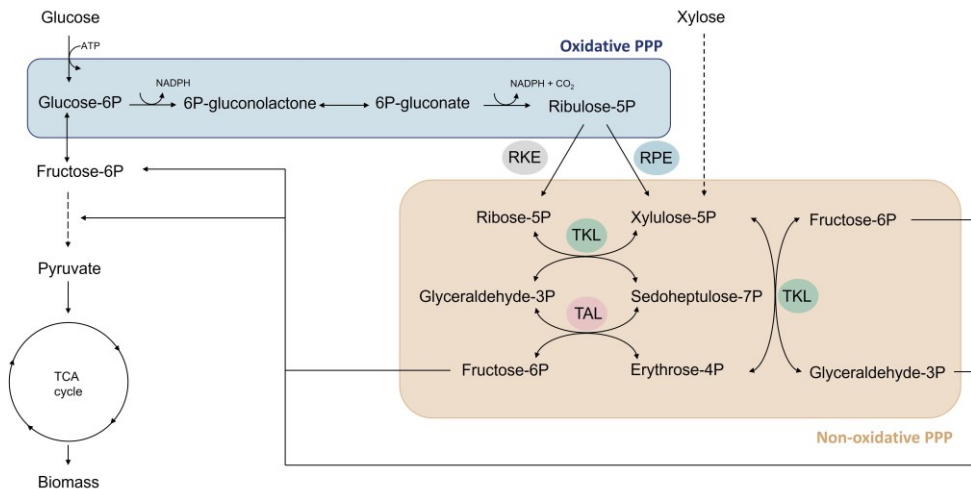 Glucose
Xylose
ATP
Oxidative PPP
NADPH
NADPH + CO₂
Glucose-6P
6P-gluconolactone
6P-gluconate
Ribulose-5P
RKE
RPE
Fructose-6P
Ribose-5P
Xylulose-5P
Fructose-6P
TKL
Pyruvate
Glyceraldehyde-3P
Sedoheptulose-7P
TKL
TAL
Fructose-6P
Erythrose-4P
Glyceraldehyde-3P
TCA
cycle
Non-oxidative PPP
Biomass